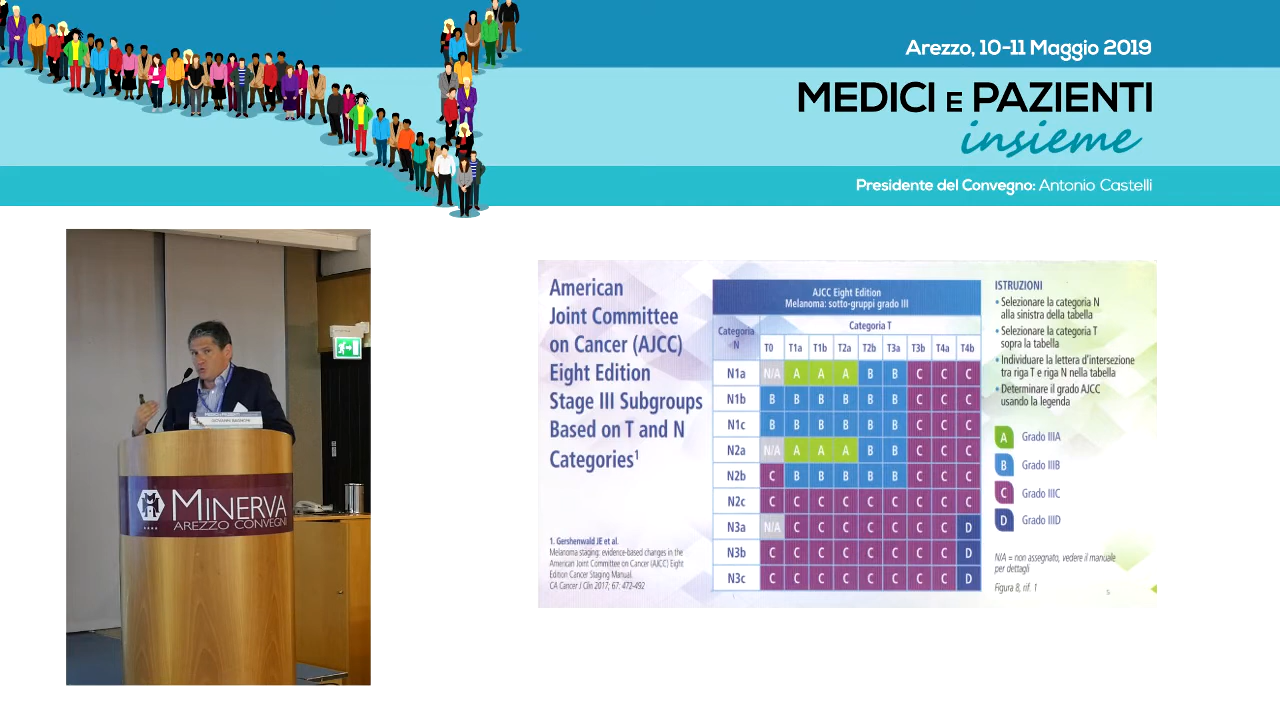 Arezzo, 10-11 Maggio 2019
MEDICI E PAZIENTI
insieme
Presidente del Convegno: Antonio Castelli
MINERVA
AREZZO CONVEGNI
American
Joint Committee
on Cancer (AJCC)
Eight Edition
Stage III Subgroups
Based on T and N
Categories1
1. Gershenwald JE et al.
Melanoma staging: evidence-based changes in the
American Joint Committee on Cancer (AJCC) Eight
Edition Cancer Staging Manual.
CA Cancer J Clin 2017; 67: 472-492
AJCC Eight Edition
Melanoma: sotto-gruppi grado III
Categoria N
Categoria T
T0 T1a T1b T2a T2b T3a T3b T4a T4b
N1a N/A A A A B B C C C
N1b B B B B B B C C C
N1c B B B B B B C C C
N2a N/A A A A B B C C C
N2b C B B B B B C C C
N2c C C C C C C C C C
N3a N/A C C C C C C C D
N3b C C C C C C C C D
N3c C C C C C C C C D
ISTRUZIONI
• Selezionare la categoria N
alla sinistra della tabella
• Selezionare la categoria T
sopra la tabella
• Individuare la lettera d'intersezione
tra riga T e riga N nella tabella
• Determinare il grado AJCC
usando la legenda
A Grado IIIA
B Grado IIIB
C Grado IIIC
D Grado IIID
N/A = non assegnato, vedere il manuale
per dettagli
Figura 8, rif. 1